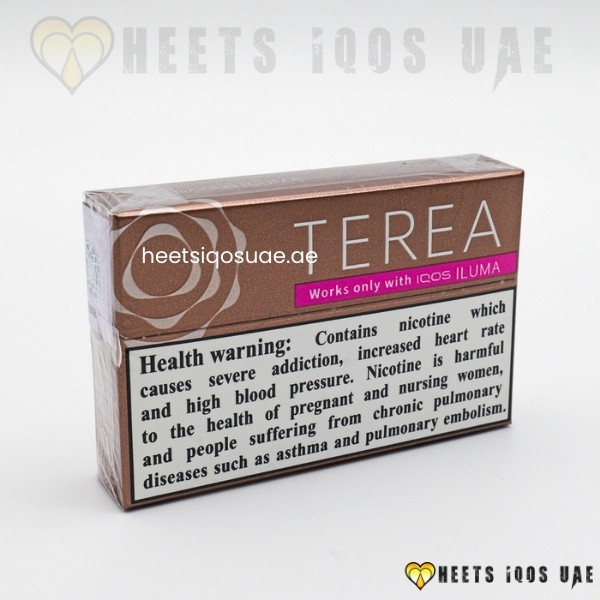 HEETS iQOS UAE
TEREA
heetsiqosuae.ae
Works only with IQOS ILUMA
Health warning: Contains nicotine which
causes severe addiction, increased heart rate
and high blood pressure. Nicotine is harmful
to the health of pregnant and nursing women,
and people suffering from chronic pulmonary
diseases such as asthma and pulmonary embolism.
HEETS iQOS UAE